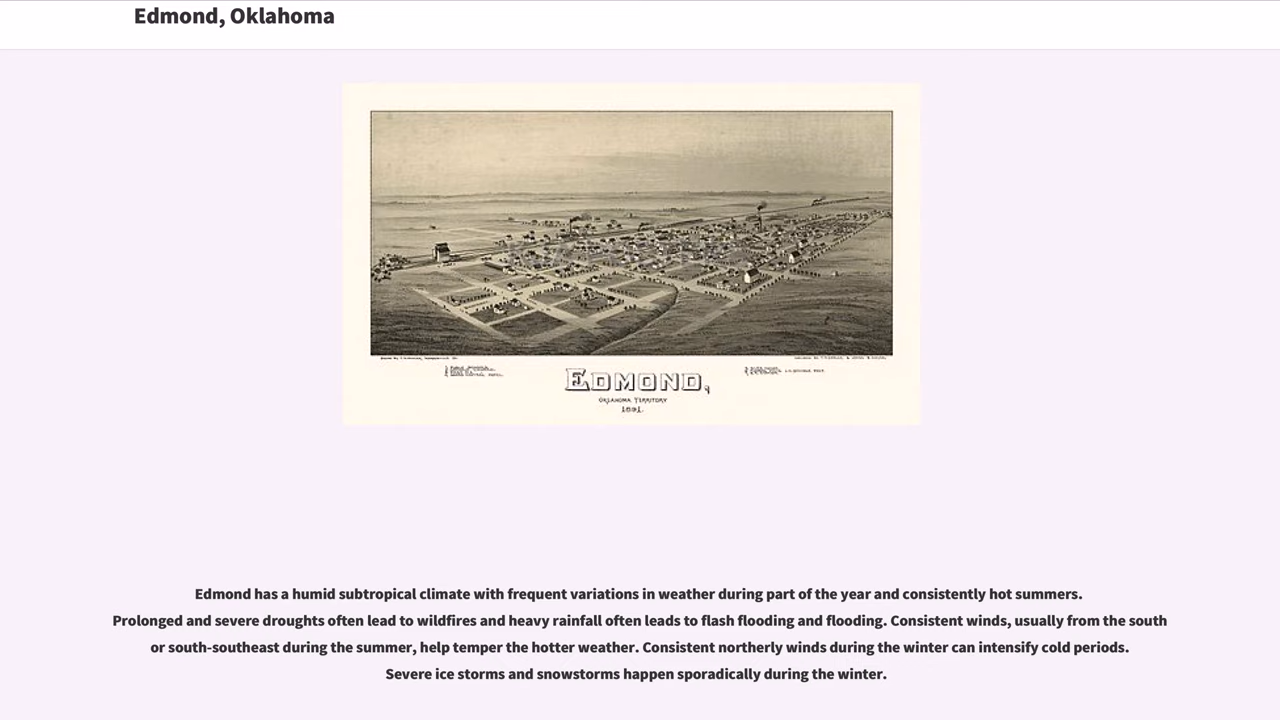 Edmond, Oklahoma
EDMOND,
OKLAHOMA TERRITORY
1891.
Edmond has a humid subtropical climate with frequent variations in weather during part of the year and consistently hot summers.
Prolonged and severe droughts often lead to wildfires and heavy rainfall often leads to flash flooding and flooding. Consistent winds, usually from the south
or south-southeast during the summer, help temper the hotter weather. Consistent northerly winds during the winter can intensify cold periods.
Severe ice storms and snowstorms happen sporadically during the winter.